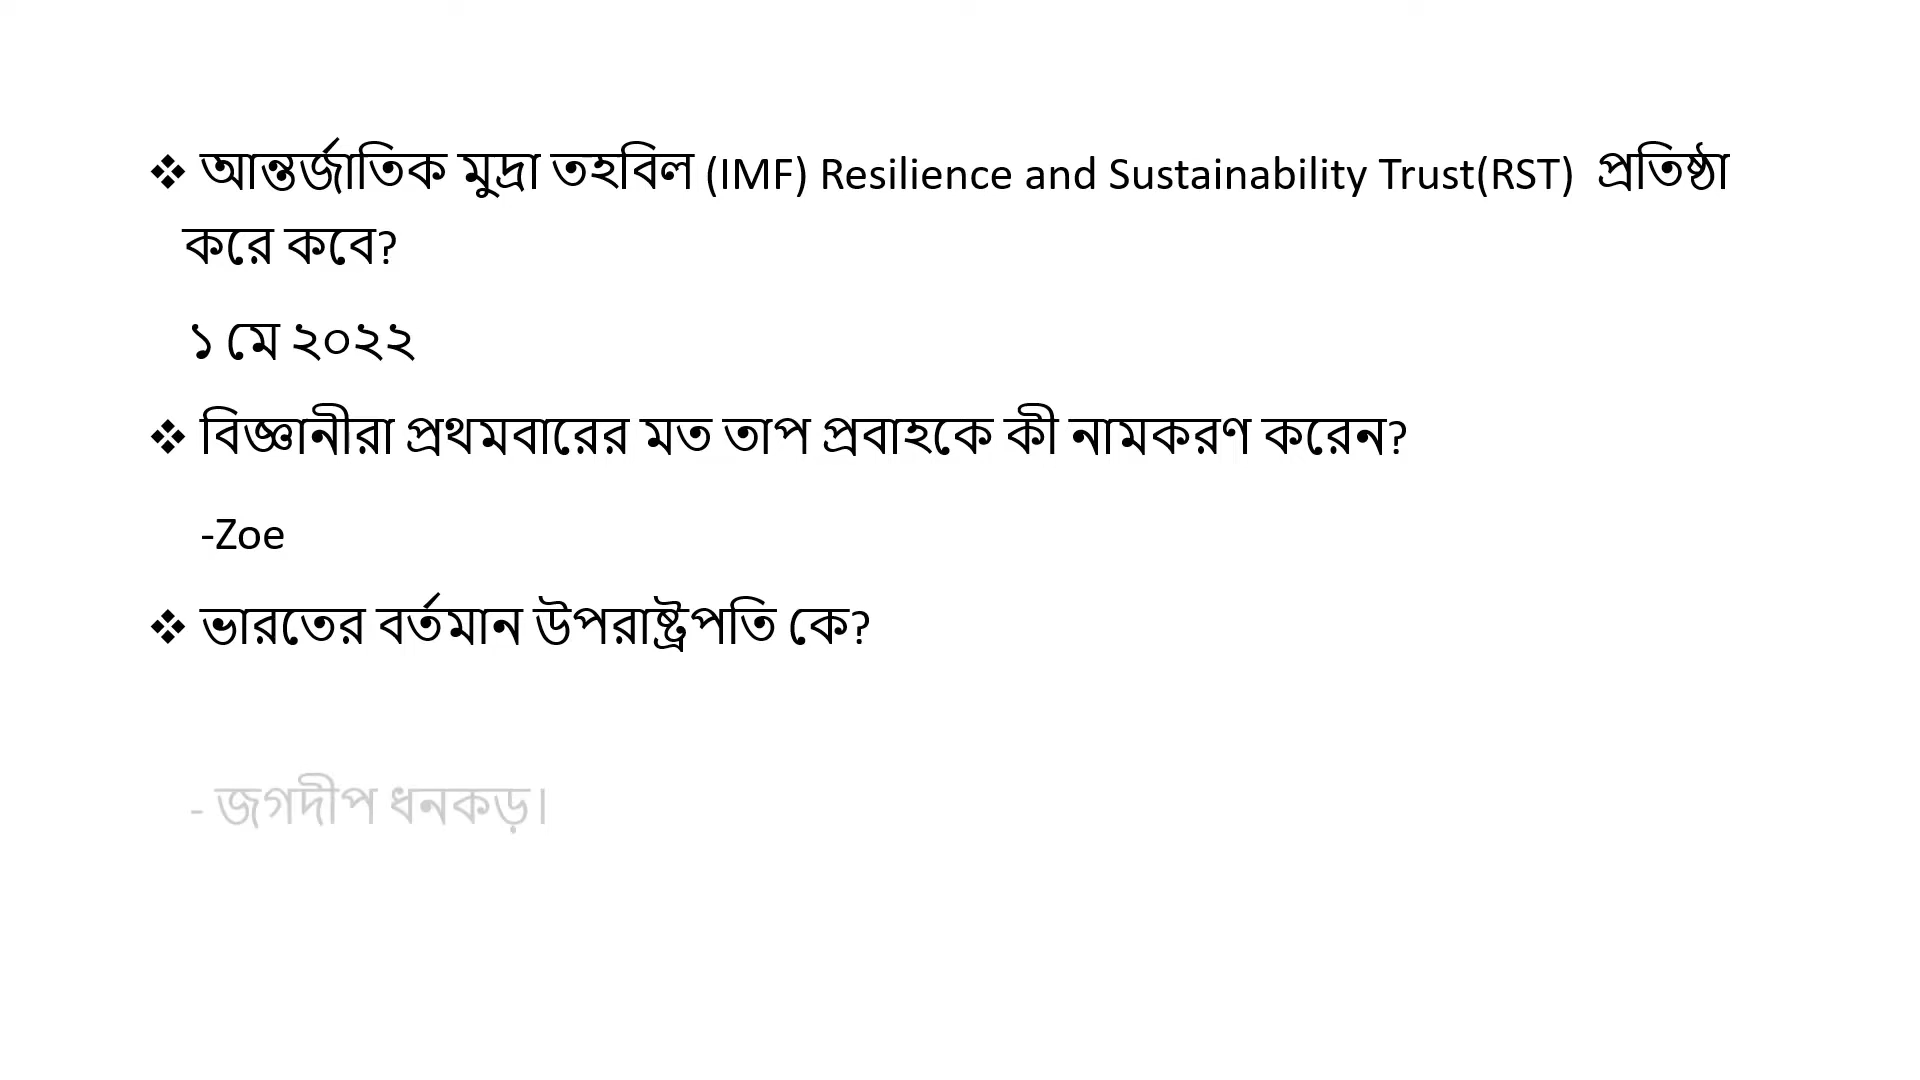 ❖ আন্তর্জাতিক মুদ্রা তহবিল (IMF) Resilience and Sustainability Trust(RST) প্রতিষ্ঠা
করে কবে?
১ মে ২০২২
❖ বিজ্ঞানীরা প্রথমবারের মত তাপ প্রবাহকে কী নামকরণ করেন?
-Zoe
❖ ভারতের বর্তমান উপরাষ্ট্রপতি কে?
- জগদীপ ধনকড়।